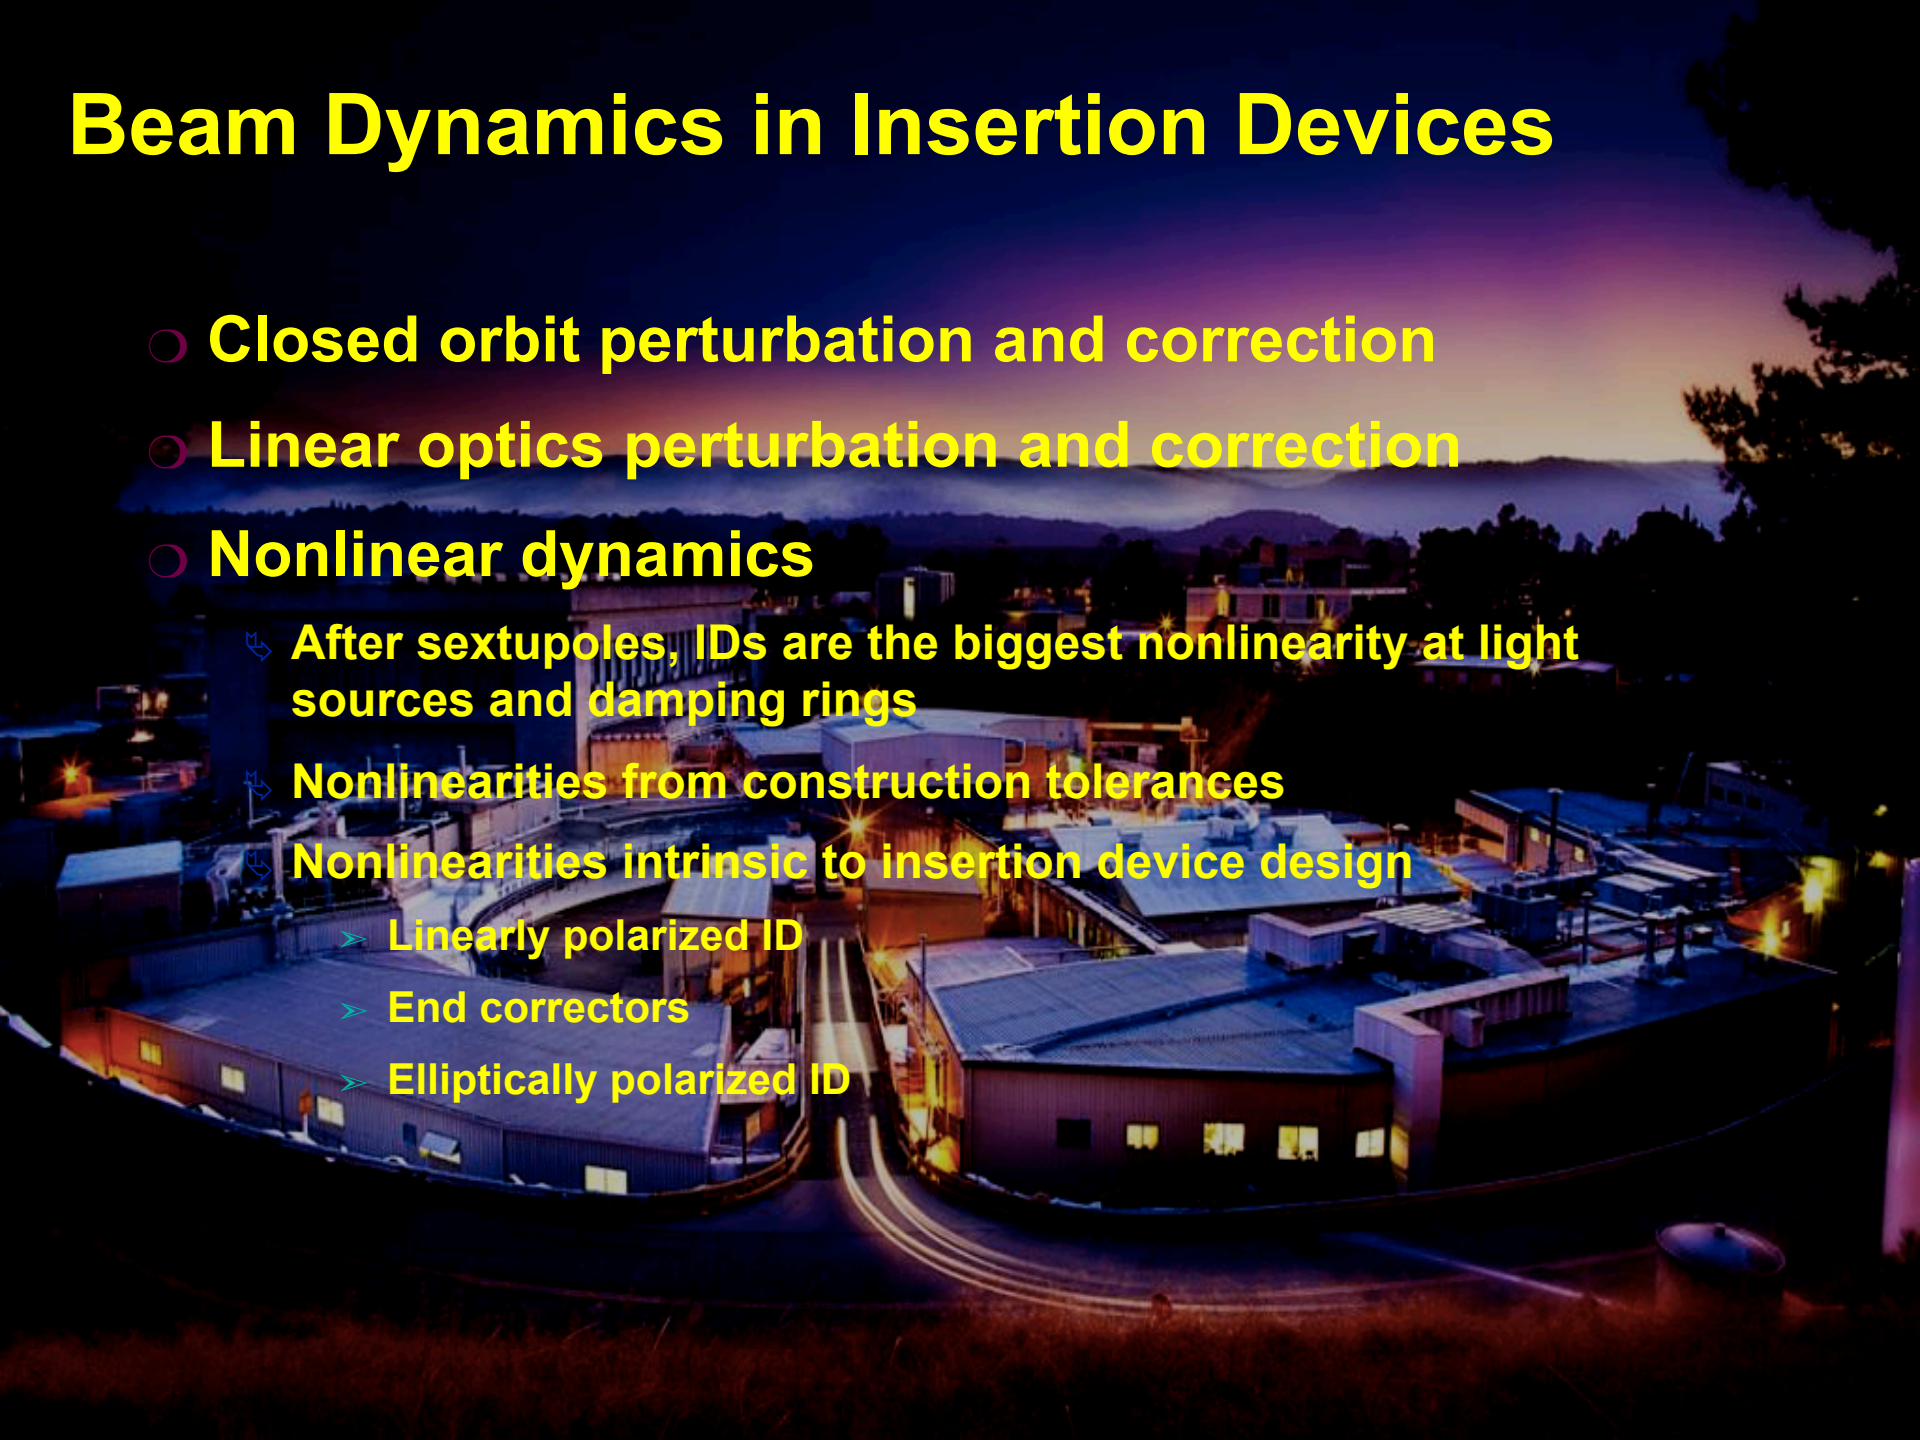 Beam Dynamics in Insertion Devices
Closed orbit perturbation and correction
Linear optics perturbation and correction
Nonlinear dynamics
After sextupoles, IDs are the biggest nonlinearity at light
sources and damping rings
Nonlinearities from construction tolerances
Nonlinearities intrinsic to insertion device design
Linearly polarized ID
End correctors
Elliptically polarized ID